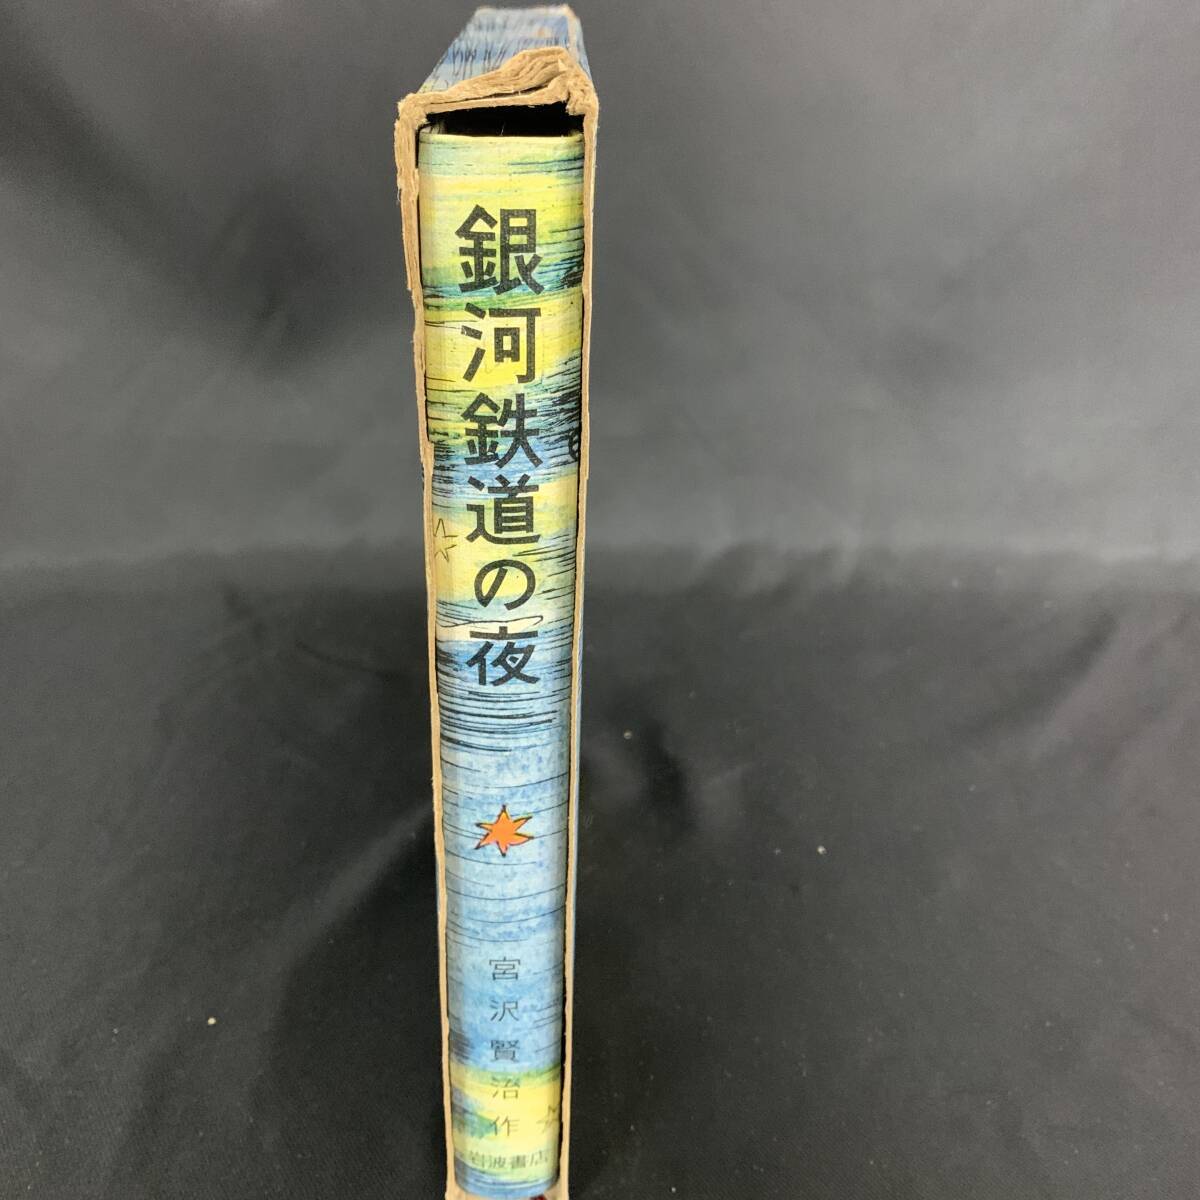 銀河鉄道の夜
宮沢賢治作
岩波書店